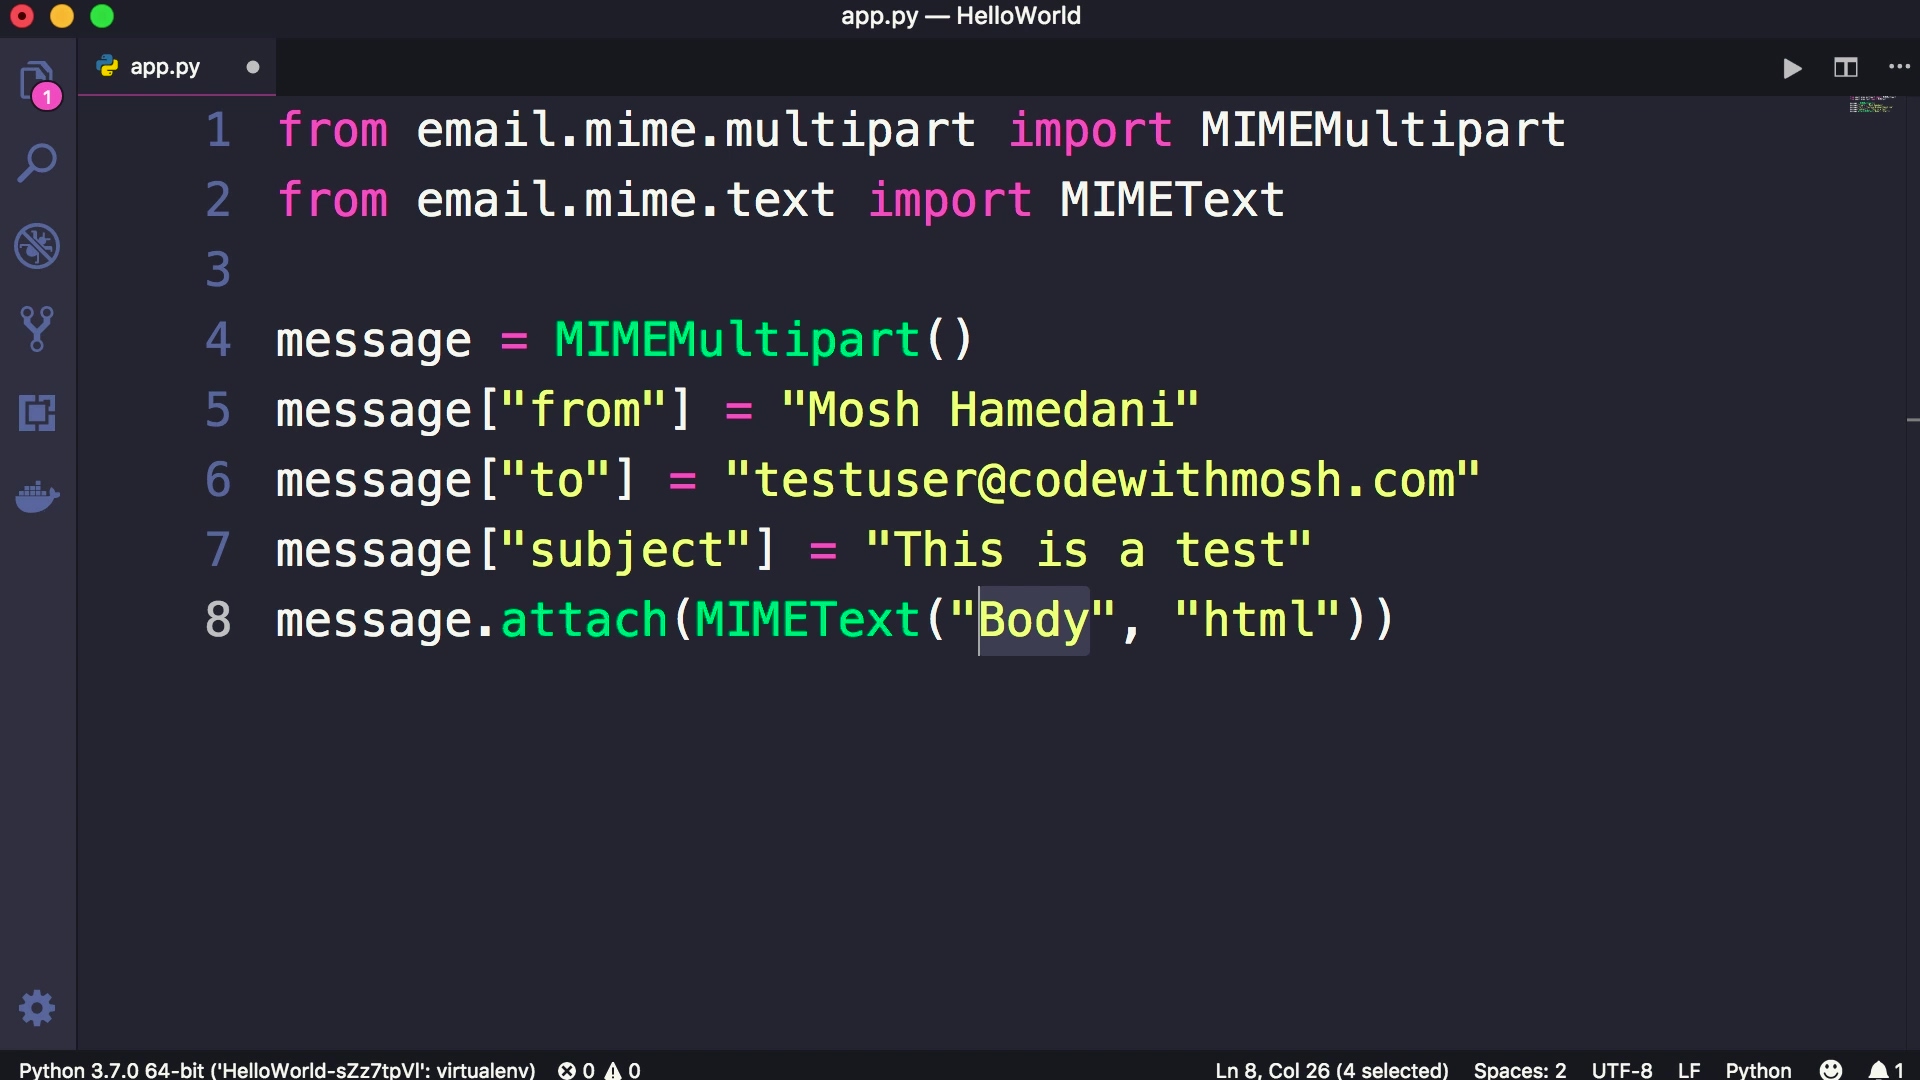 app.py — HelloWorld
1
app.py
1 from email.mime.multipart import MIMEMultipart
2 from email.mime.text import MIMEText
3
4 message = MIMEMultipart()
5 message["from"] = "Mosh Hamedani"
6 message["to"] = "testuser@codewithmosh.com"
7 message["subject"] = "This is a test"
8 message.attach(MIMEText("Body", "html"))
Python 3.7.0 64-bit ('HelloWorld-sZz7tpVI': virtualenv) 0 0 Ln 8, Col 26 (4 selected) Spaces: 2 UTF-8 LF Python 1